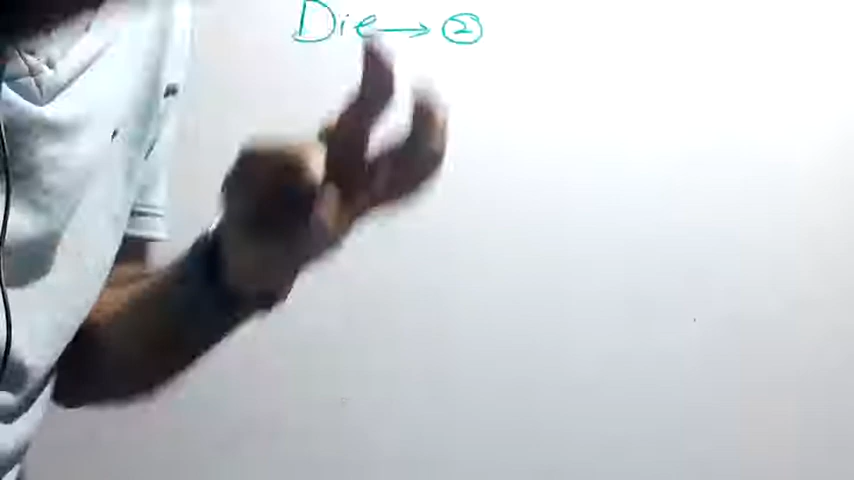 Die → ②